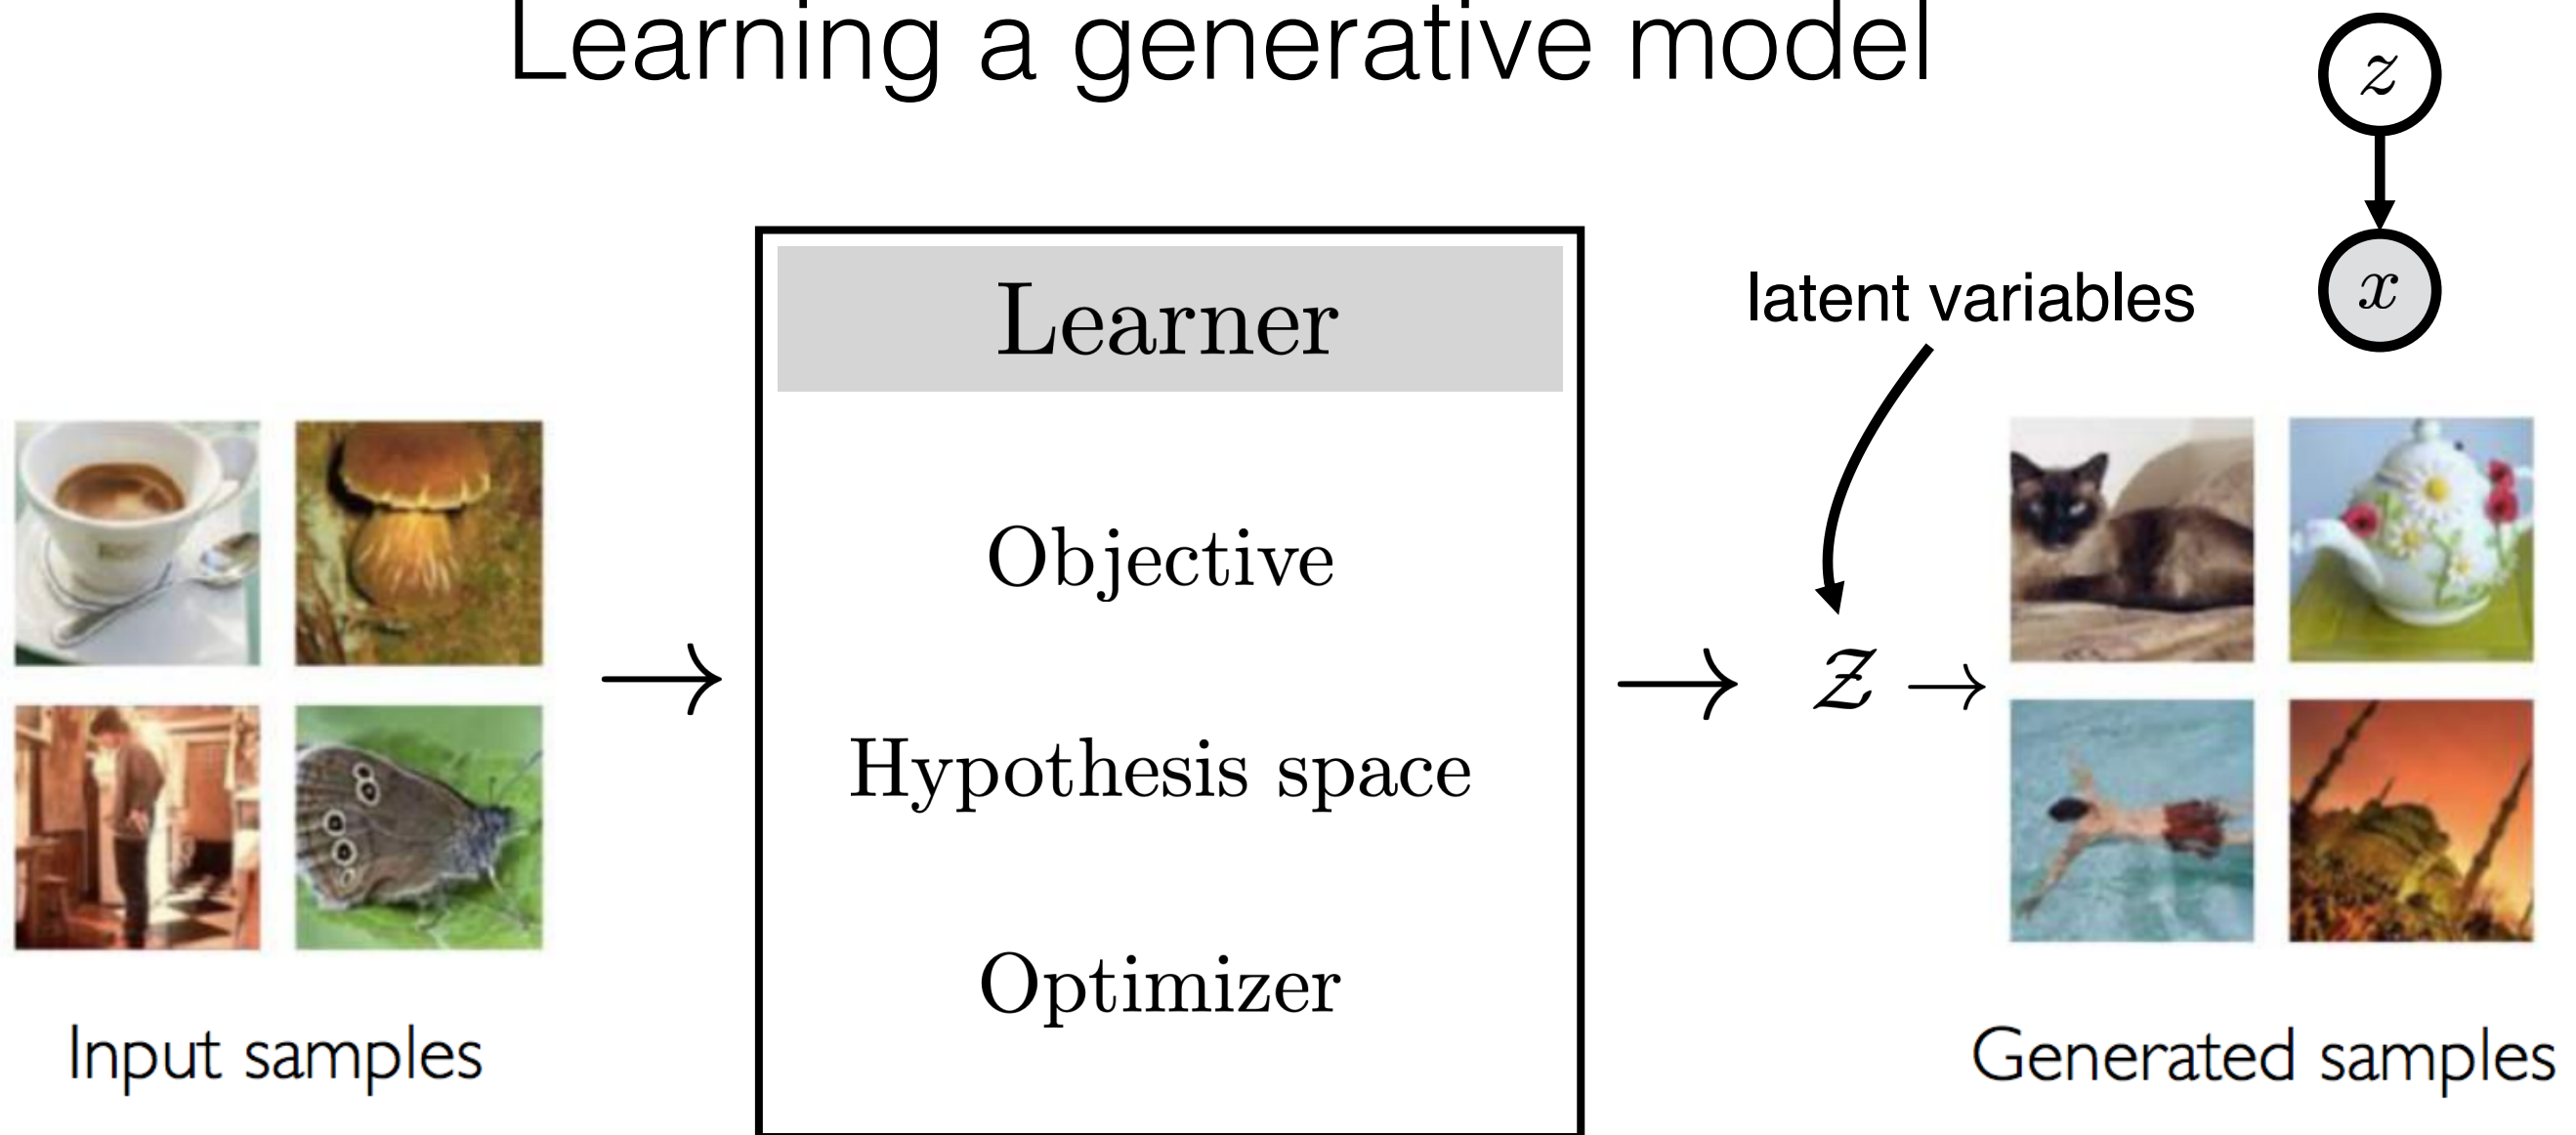 Learning a generative model
z
x
Learner
latent variables
Objective
z
Hypothesis space
Optimizer
Input samples
Generated samples